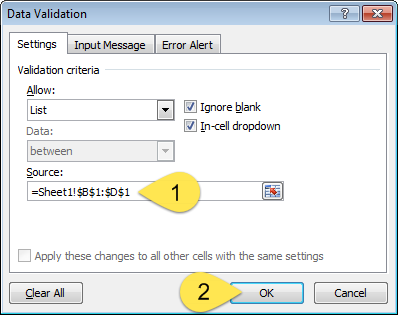 Data Validation
Settings Input Message Error Alert
Validation criteria
Allow:
List
Ignore blank
In-cell dropdown
Data:
between
Source:
=Sheet1!$B$1:$D$1
1
Apply these changes to all other cells with the same settings
Clear All
2
OK
Cancel